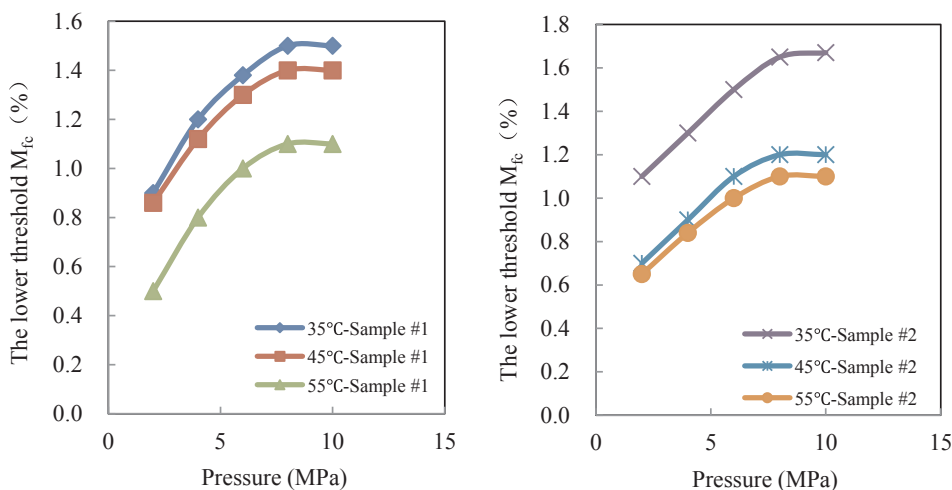 The lower threshold M_fc (%)
1.6
1.4
1.2
1.0
0.8
0.6
0.4
0.2
0.0
35℃-Sample #1
45℃-Sample #1
55℃-Sample #1
0 5 10 15
Pressure (MPa)
The lower threshold M_fc (%)
1.8
1.6
1.4
1.2
1.0
0.8
0.6
0.4
0.2
0.0
35℃-Sample #2
45℃-Sample #2
55℃-Sample #2
0 5 10 15
Pressure (MPa)